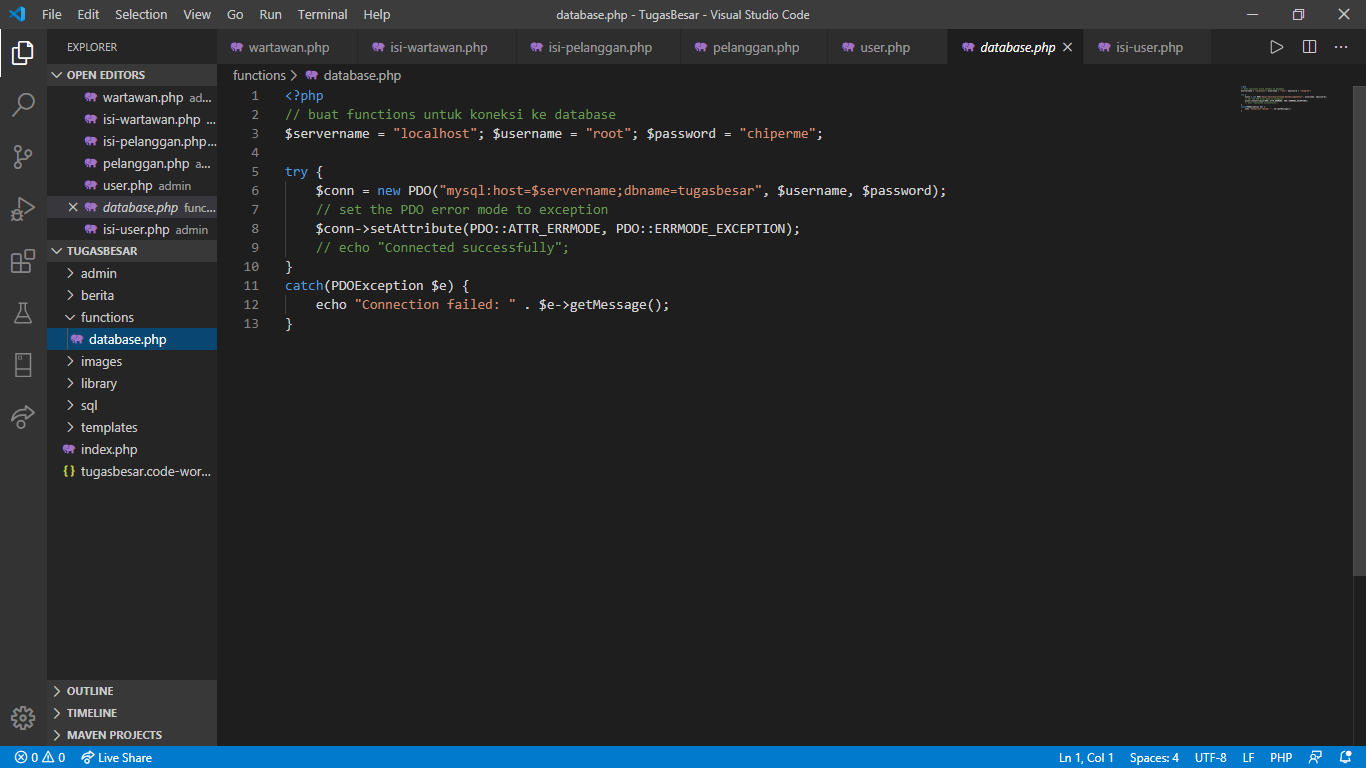 File Edit Selection View Go Run Terminal Help
database.php - TugasBesar - Visual Studio Code
EXPLORER
OPEN EDITORS
wartawan.php ad...
isi-wartawan.php ...
isi-pelanggan.php...
pelanggan.php a...
user.php admin
database.php func...
isi-user.php admin
TUGASBESAR
admin
berita
functions
database.php
images
library
sql
templates
index.php
{} tugasbesar.code-wor...
OUTLINE
TIMELINE
MAVEN PROJECTS
wartawan.php isi-wartawan.php isi-pelanggan.php pelanggan.php user.php database.php isi-user.php
functions > database.php
1 <?php
2 // buat functions untuk koneksi ke database
3 $servername = "localhost"; $username = "root"; $password = "chiperme";
4
5 try {
6 $conn = new PDO("mysql:host=$servername;dbname=tugasbesar", $username, $password);
7 // set the PDO error mode to exception
8 $conn->setAttribute(PDO::ATTR_ERRMODE, PDO::ERRMODE_EXCEPTION);
9 // echo "Connected successfully";
10 }
11 catch(PDOException $e) {
12 echo "Connection failed: " . $e->getMessage();
13 }
0 0 Live Share
Ln 1, Col 1 Spaces: 4 UTF-8 LF PHP